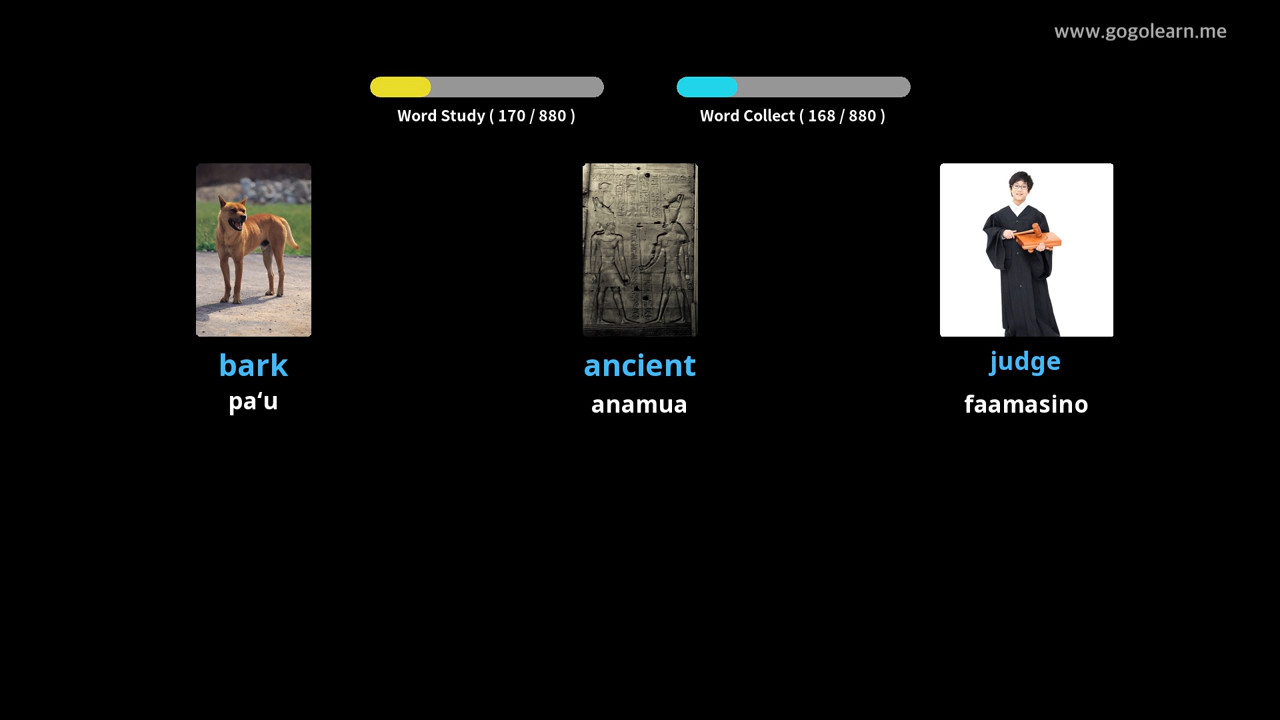 www.gogolearn.me
Word Study ( 170 / 880 )
Word Collect ( 168 / 880 )
bark
paʻu
ancient
anamua
judge
faamasino